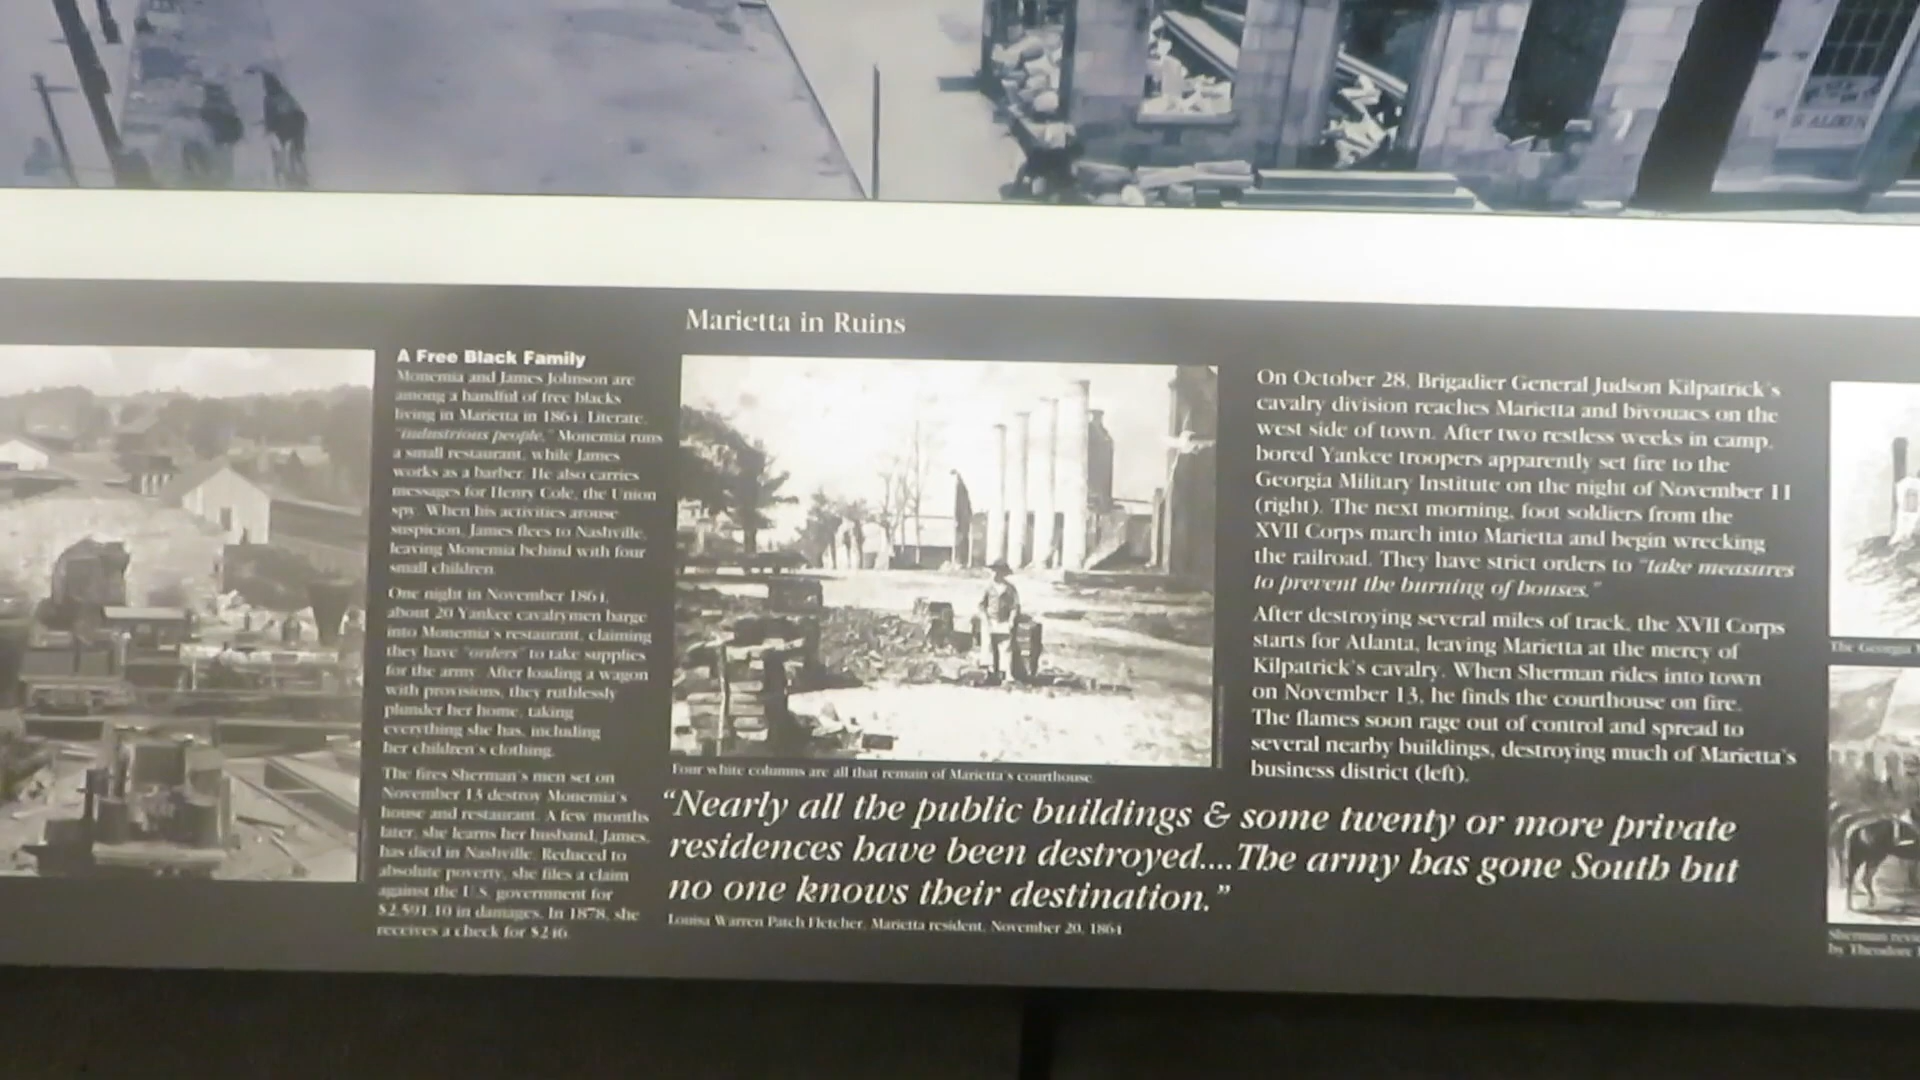 S ALDEN
A Free Black Family
Monemia and James Johnson are
among a handful of free blacks
living in Marietta in 1864. Literate,
"industrious people," Monemia runs
a small restaurant, while James
works as a barber. He also carries
messages for Henry Cole, the Union
spy. When his activities arouse
suspicion, James flees to Nashville,
leaving Monemia behind with four
small children.
One night in November 1864,
about 20 Yankee cavalrymen barge
into Monemia's restaurant, claiming
they have "orders" to take supplies
for the army. After loading a wagon
with provisions, they ruthlessly
plunder her home, taking
everything she has, including
her children's clothing.
The fires Sherman's men set on
November 13 destroy Monemia's
house and restaurant. A few months
later, she learns her husband, James,
has died in Nashville. Reduced to
absolute poverty, she files a claim
against the U.S. government for
$2,591.10 in damages. In 1878, she
receives a check for $246.
Marietta in Ruins
Four white columns are all that remain of Marietta's courthouse.
On October 28, Brigadier General Judson Kilpatrick's
cavalry division reaches Marietta and bivouacs on the
west side of town. After two restless weeks in camp,
bored Yankee troopers apparently set fire to the
Georgia Military Institute on the night of November 11
(right). The next morning, foot soldiers from the
XVII Corps march into Marietta and begin wrecking
the railroad. They have strict orders to "take measures
to prevent the burning of houses."
After destroying several miles of track, the XVII Corps
starts for Atlanta, leaving Marietta at the mercy of
Kilpatrick's cavalry. When Sherman rides into town
on November 13, he finds the courthouse on fire.
The flames soon rage out of control and spread to
several nearby buildings, destroying much of Marietta's
business district (left).
"Nearly all the public buildings & some twenty or more private
residences have been destroyed....The army has gone South but
no one knows their destination."
Louisa Warren Patch Fletcher, Marietta resident, November 20, 1864
The Georgia
Sherman
by Theodore